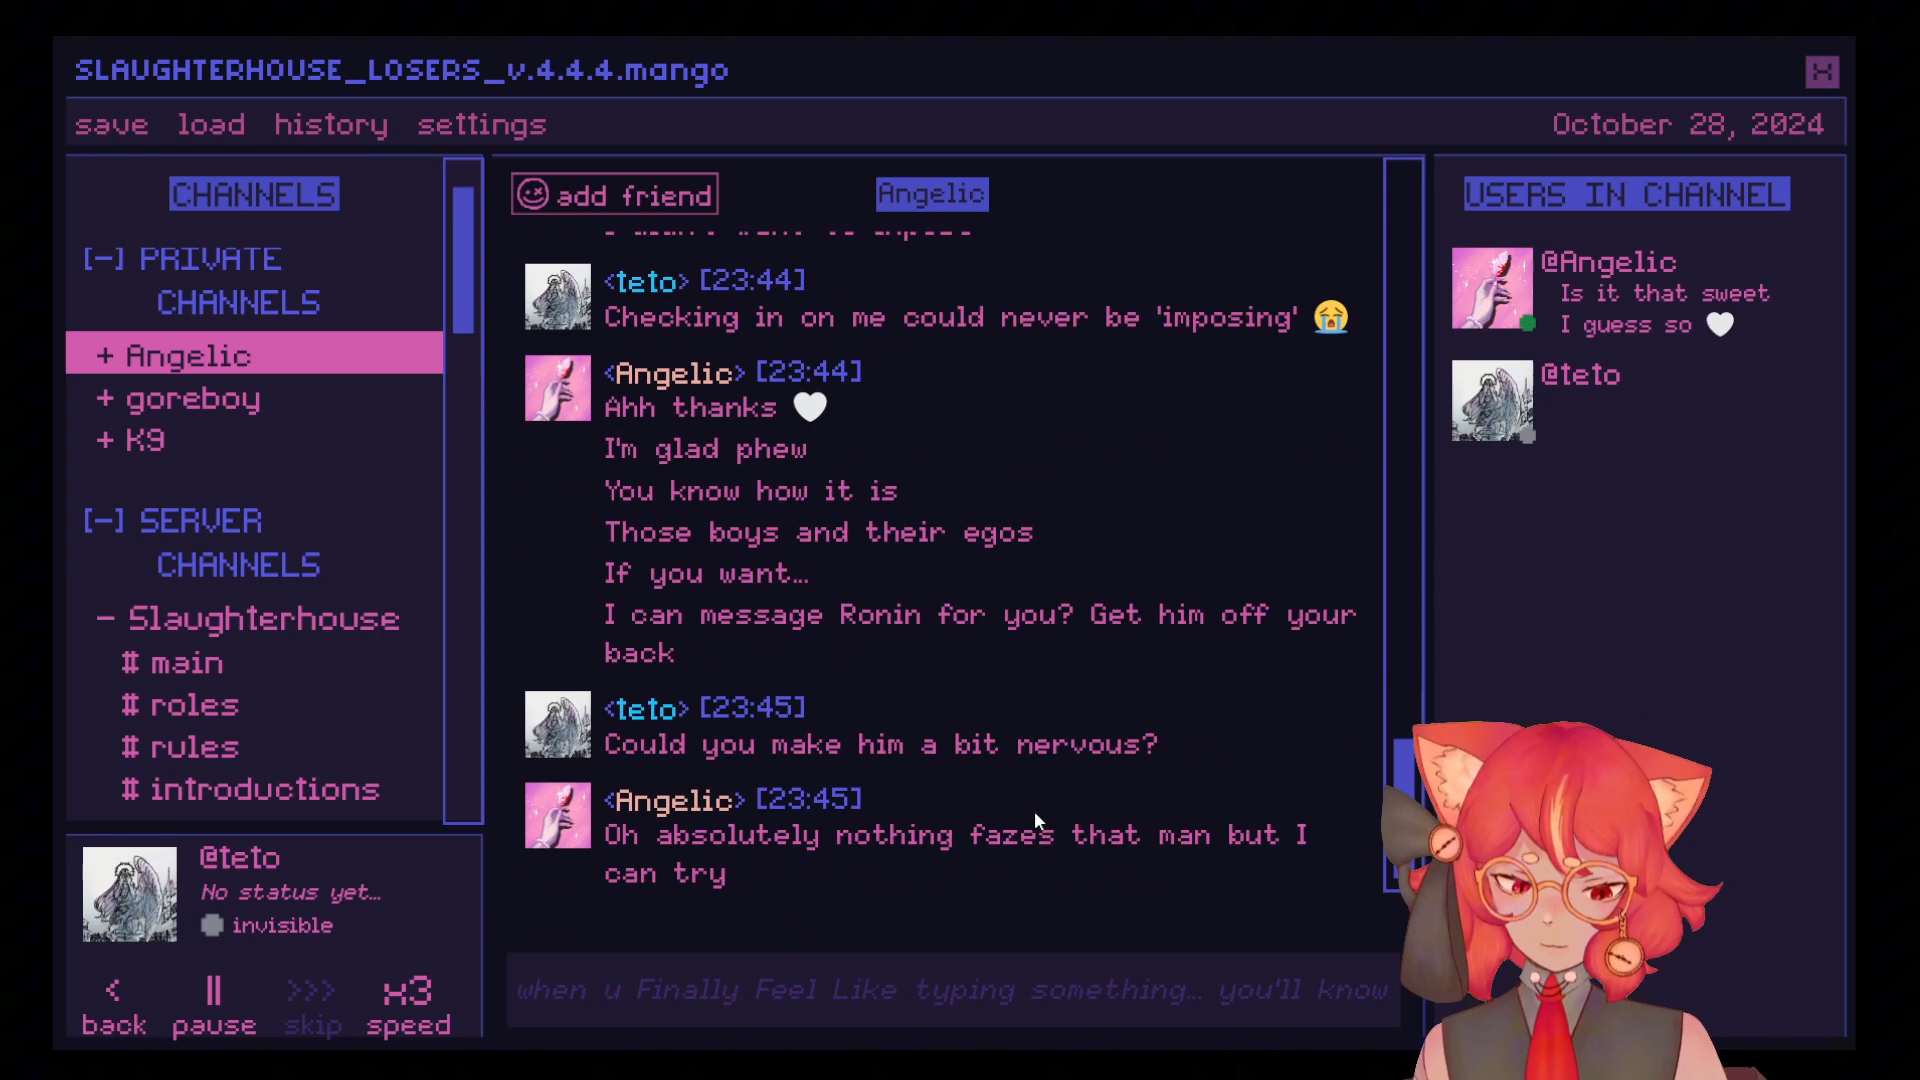 SLAUGHTERHOUSE_LOSERS_v.4.4.4.mango
save load history settings
October 28, 2024
CHANNELS
[-] PRIVATE
CHANNELS
+ Angelic
+ goreboy
+ K9
[-] SERVER
CHANNELS
- Slaughterhouse
# main
# roles
# rules
# introductions
@teto
No status yet...
invisible
< || >>> x3
back pause skip speed
add friend
Angelic
<teto> [23:44]
Checking in on me could never be 'imposing' 😭
<Angelic> [23:44]
Ahh thanks 🤍
I'm glad phew
You know how it is
Those boys and their egos
If you want...
I can message Ronin for you? Get him off your
back
<teto> [23:45]
Could you make him a bit nervous?
<Angelic> [23:45]
Oh absolutely nothing fazes that man but I
can try
when u Finally Feel Like typing something... you'll know
USERS IN CHANNEL
@Angelic
Is it that sweet
I guess so 🤍
@teto